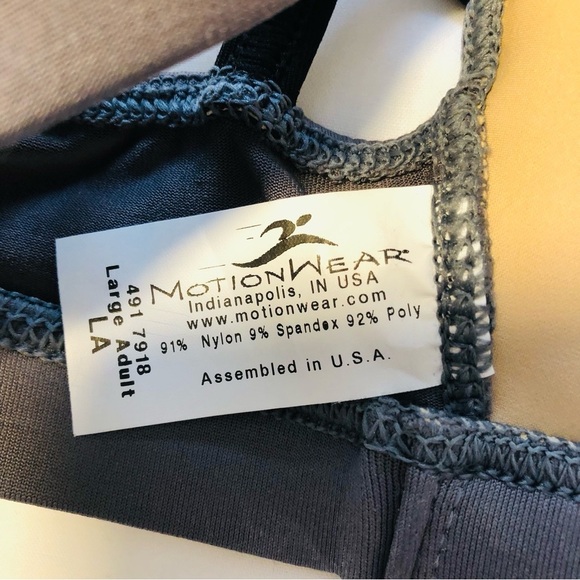 MOTIONWEAR®
Indianapolis, IN USA
www.motionwear.com
91% Nylon 9% Spandex 92% Poly
Assembled in U.S.A.
491 7918
Large Adult
LA